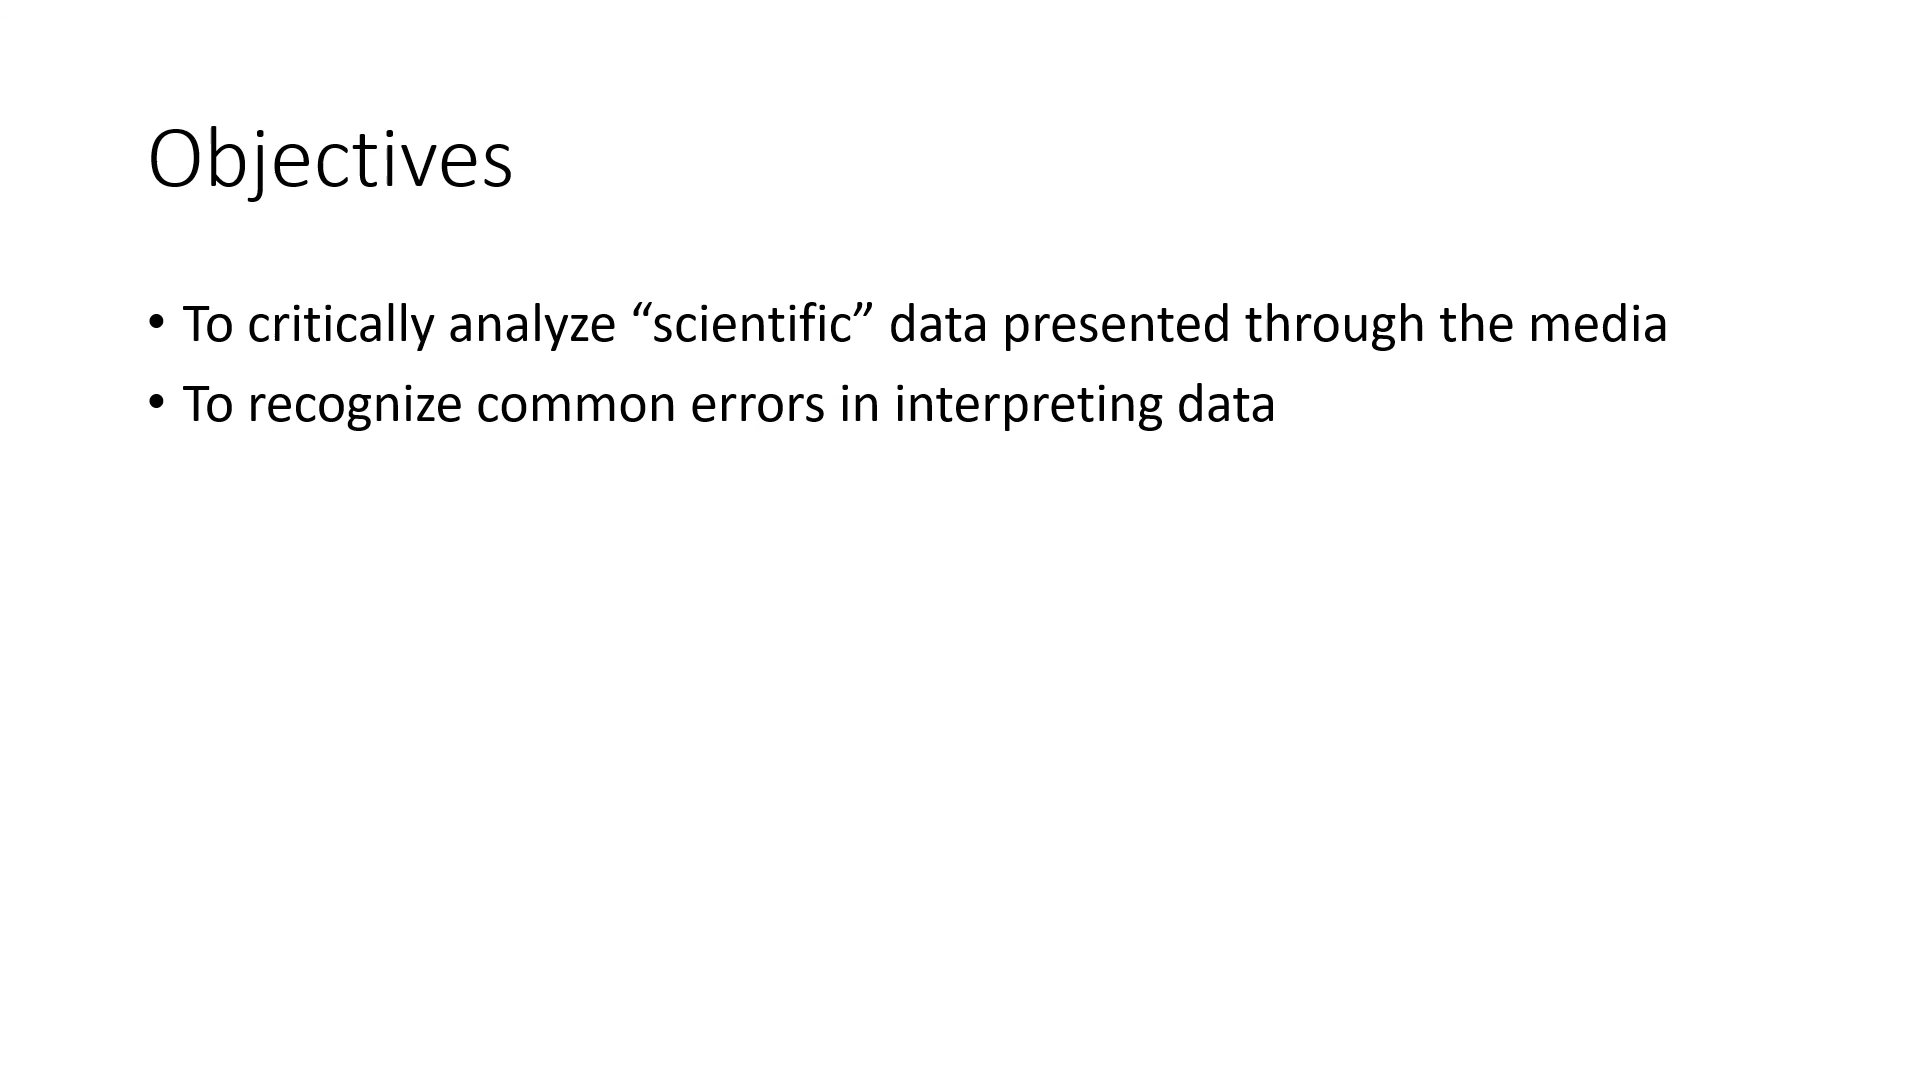 Objectives
• To critically analyze “scientific” data presented through the media
• To recognize common errors in interpreting data